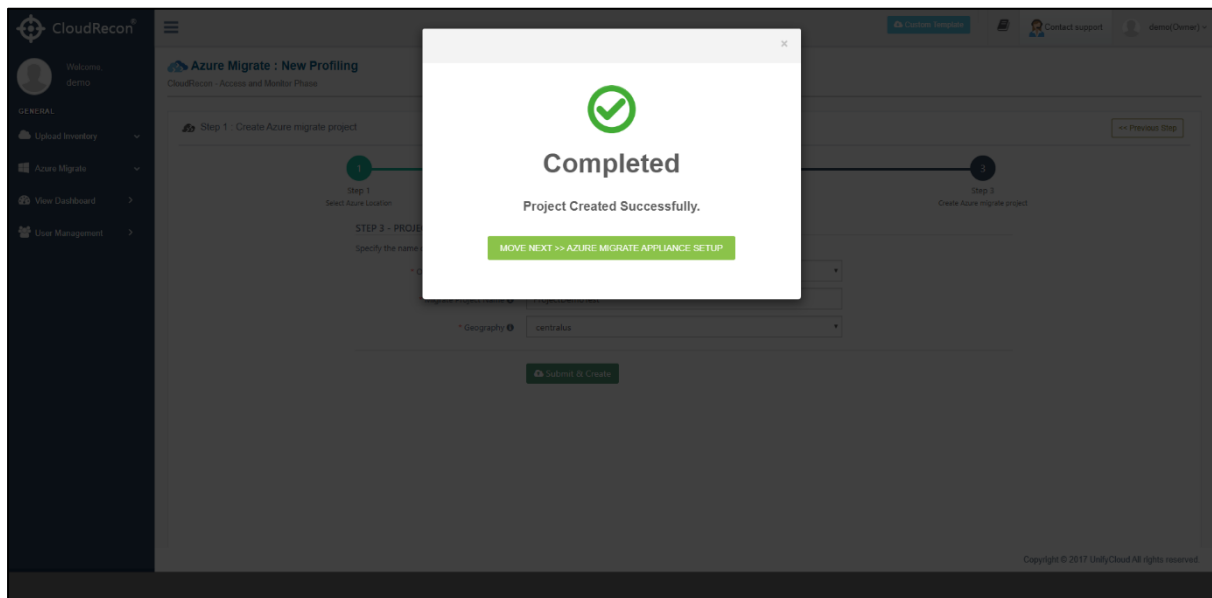 CloudRecon®
Custom Template
Contact support
demo(Owner)
Welcome,
demo
GENERAL
Upload Inventory
Azure Migrate
View Dashboard
User Management
Azure Migrate : New Profiling
CloudRecon - Access and Monitor Phase
Step 1 : Create Azure migrate project
<< Previous Step
1
Step 1
Select Azure Location
3
Step 3
Create Azure migrate project
STEP 3 - PROJE
Specify the name
×
Completed
Project Created Successfully.
MOVE NEXT >> AZURE MIGRATE APPLIANCE SETUP
* Geography
centralus
Submit & Create
Copyright © 2017 UnifyCloud All rights reserved.